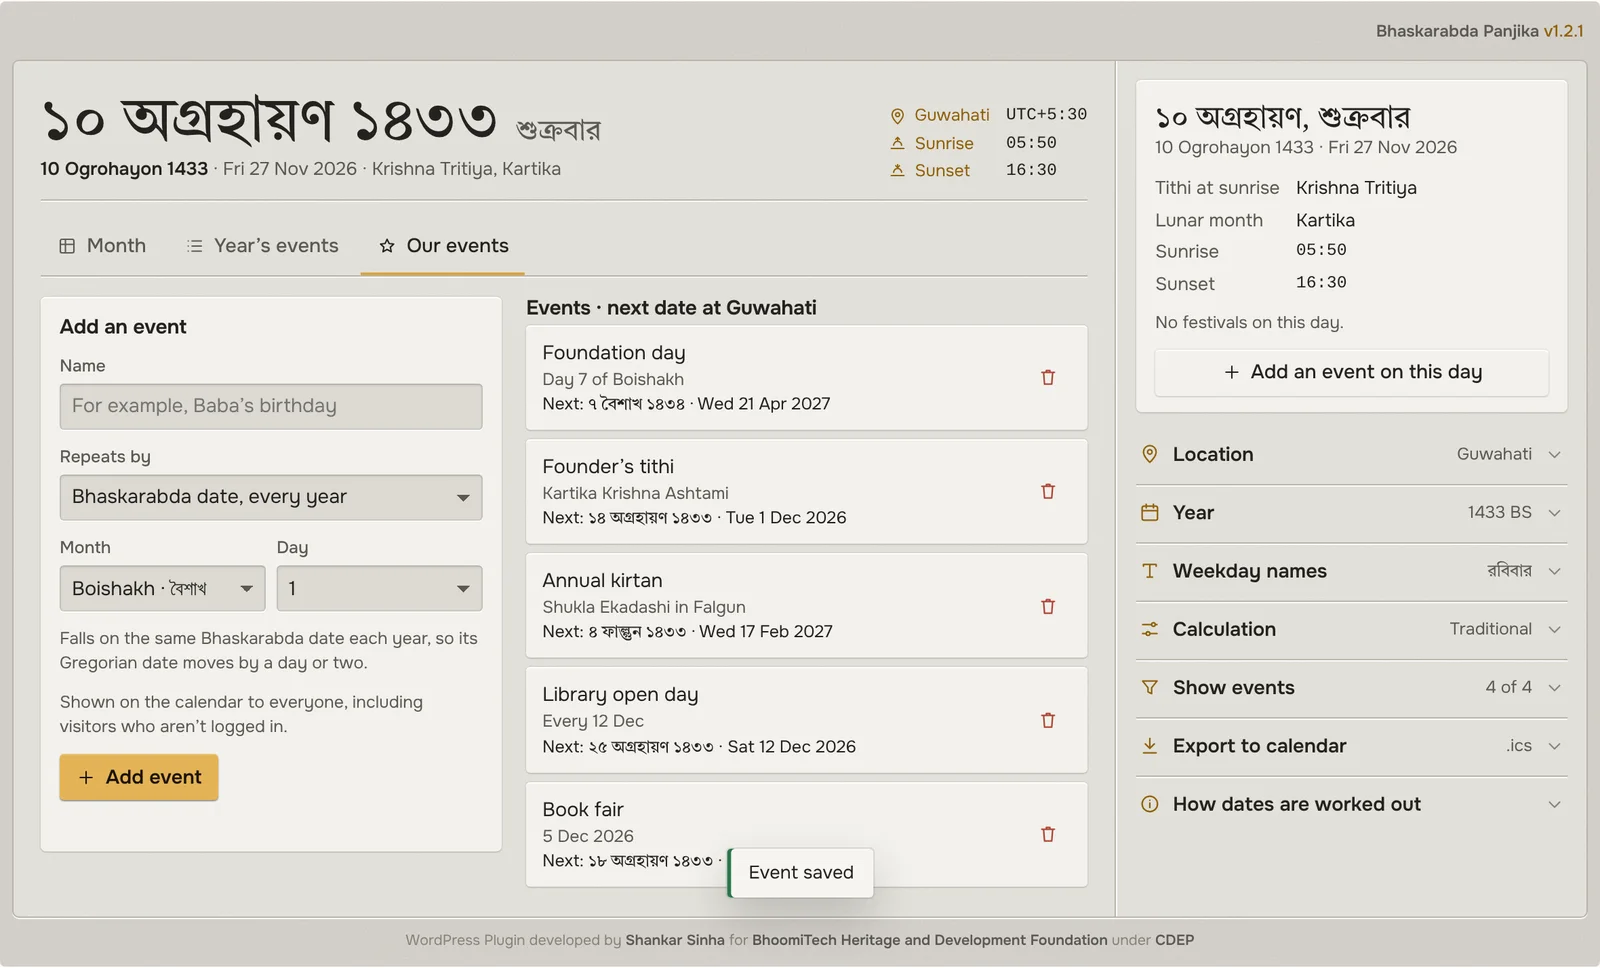 Bhaskarabda Panjika v1.2.1
১০ অগ্রহায়ণ ১৪৩৩ শুক্রবার
10 Ogrohayon 1433 · Fri 27 Nov 2026 · Krishna Tritiya, Kartika
Guwahati UTC+5:30
Sunrise 05:50
Sunset 16:30
Month
Year’s events
Our events
Add an event
Name
For example, Baba’s birthday
Repeats by
Bhaskarabda date, every year
Month Day
Boishakh · বৈশাখ 1
Falls on the same Bhaskarabda date each year, so its
Gregorian date moves by a day or two.
Shown on the calendar to everyone, including
visitors who aren’t logged in.
+ Add event
Events · next date at Guwahati
Foundation day
Day 7 of Boishakh
Next: ৭ বৈশাখ ১৪৩৪ · Wed 21 Apr 2027
Founder’s tithi
Kartika Krishna Ashtami
Next: ১৪ অগ্রহায়ণ ১৪৩৩ · Tue 1 Dec 2026
Annual kirtan
Shukla Ekadashi in Falgun
Next: ৪ ফাল্গুন ১৪৩৩ · Wed 17 Feb 2027
Library open day
Every 12 Dec
Next: ২৫ অগ্রহায়ণ ১৪৩৩ · Sat 12 Dec 2026
Book fair
5 Dec 2026
Next: ১৮ অগ্রহায়ণ ১৪৩৩ ·
Event saved
১০ অগ্রহায়ণ, শুক্রবার
10 Ogrohayon 1433 · Fri 27 Nov 2026
Tithi at sunrise Krishna Tritiya
Lunar month Kartika
Sunrise 05:50
Sunset 16:30
No festivals on this day.
+ Add an event on this day
Location Guwahati
Year 1433 BS
Weekday names রবিবার
Calculation Traditional
Show events 4 of 4
Export to calendar .ics
How dates are worked out
WordPress Plugin developed by Shankar Sinha for BhoomiTech Heritage and Development Foundation under CDEP